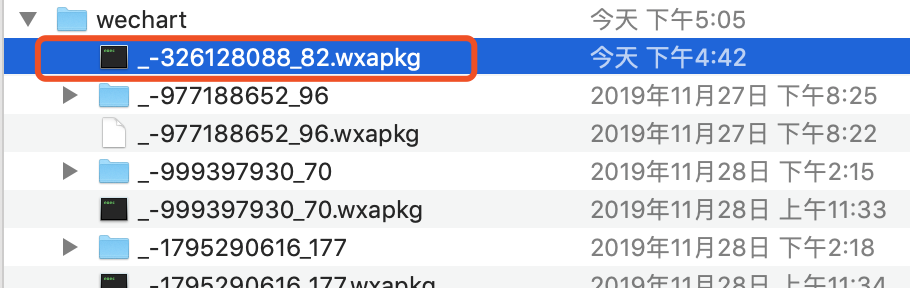 wechart 今天 下午5:05
_-326128088_82.wxapkg 今天 下午4:42
_-977188652_96 2019年11月27日 下午8:25
_-977188652_96.wxapkg 2019年11月27日 下午8:22
_-999397930_70 2019年11月28日 下午2:15
_-999397930_70.wxapkg 2019年11月28日 上午11:33
_-1795290616_177 2019年11月28日 下午2:18
_-1795290616_177.wxapkg 2019年11月28日 上午11:34